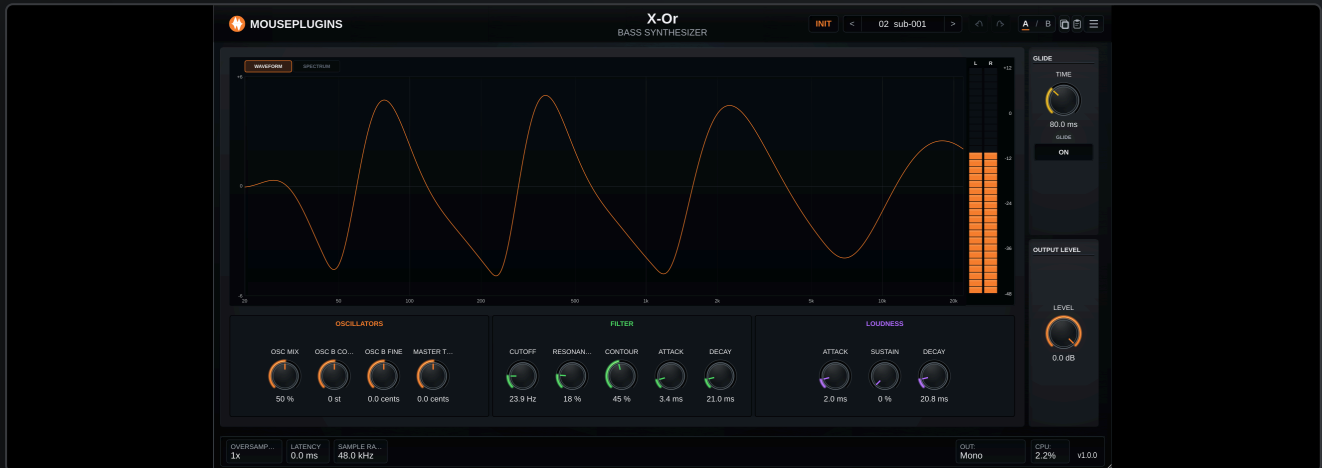 MOUSEPLUGINS
X-Or
BASS SYNTHESIZER
INIT < 02 sub-001 > A / B
WAVEFORM SPECTRUM
L R
+6
0
-6
20 50 100 200 500 1k 2k 5k 10k 20k
+12
0
-12
-24
-36
-48
GLIDE
TIME
80.0 ms
GLIDE
ON
OUTPUT LEVEL
LEVEL
0.0 dB
OSCILLATORS
OSC MIX OSC B CO... OSC B FINE MASTER T...
50 % 0 st 0.0 cents 0.0 cents
FILTER
CUTOFF RESONAN... CONTOUR ATTACK DECAY
23.9 Hz 18 % 45 % 3.4 ms 21.0 ms
LOUDNESS
ATTACK SUSTAIN DECAY
2.0 ms 0 % 20.8 ms
OVERSAMP... LATENCY SAMPLE RA...
1x 0.0 ms 48.0 kHz
OUT: CPU:
Mono 2.2% v1.0.0